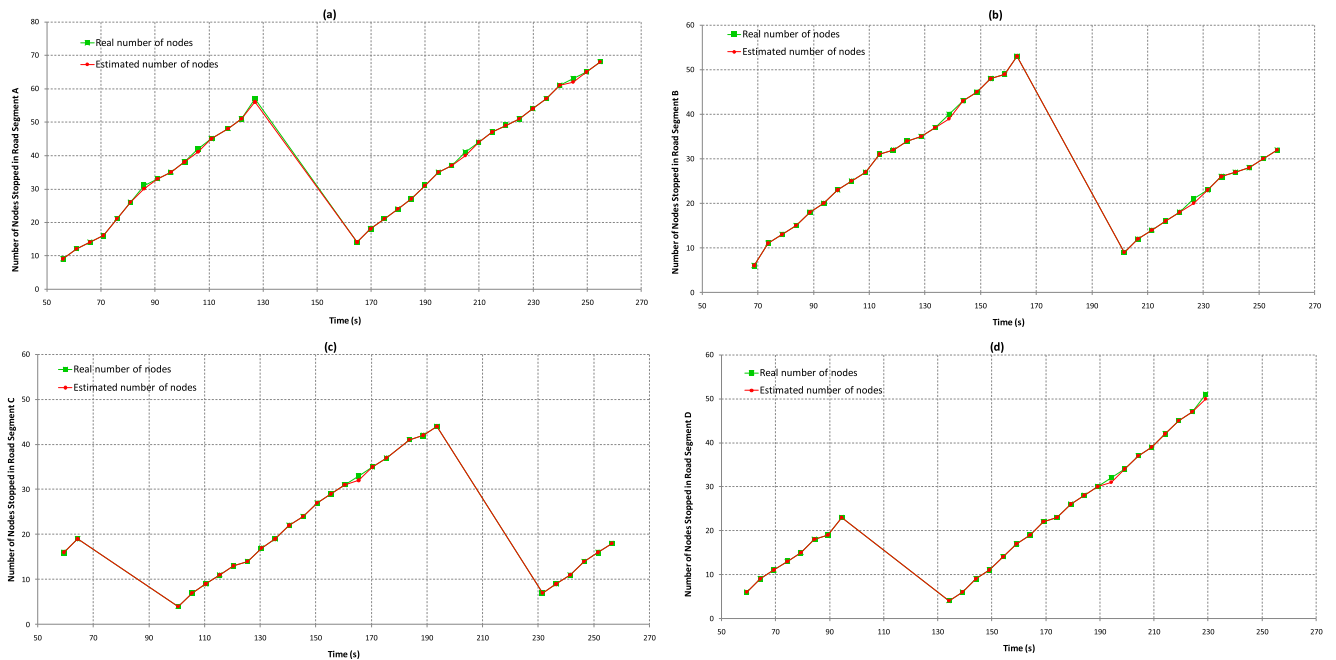 (a)
80
70
60
50
40
30
20
10
0
Real number of nodes
Estimated number of nodes
Number of Nodes Stopped in Road Segment A
50 70 90 110 130 150 170 190 210 230 250 270
Time (s)
(b)
60
50
40
30
20
10
0
Real number of nodes
Estimated number of nodes
Number of Nodes Stopped in Road Segment B
50 70 90 110 130 150 170 190 210 230 250 270
Time (s)
(c)
60
50
40
30
20
10
0
Real number of nodes
Estimated number of nodes
Number of Nodes Stopped in Road Segment C
50 70 90 110 130 150 170 190 210 230 250 270
Time (s)
(d)
60
50
40
30
20
10
0
Real number of nodes
Estimated number of nodes
Number of Nodes Stopped in Road Segment D
50 70 90 110 130 150 170 190 210 230 250 270
Time (s)